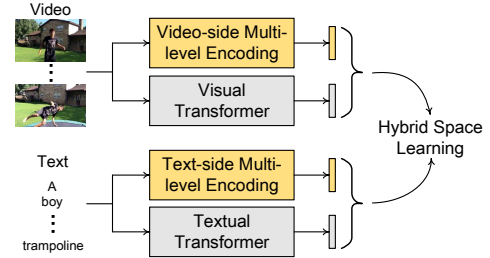 Video
Video-side Multi-
level Encoding
Visual
Transformer
Hybrid Space
Learning
Text
A
boy
trampoline
Text-side Multi-
level Encoding
Textual
Transformer